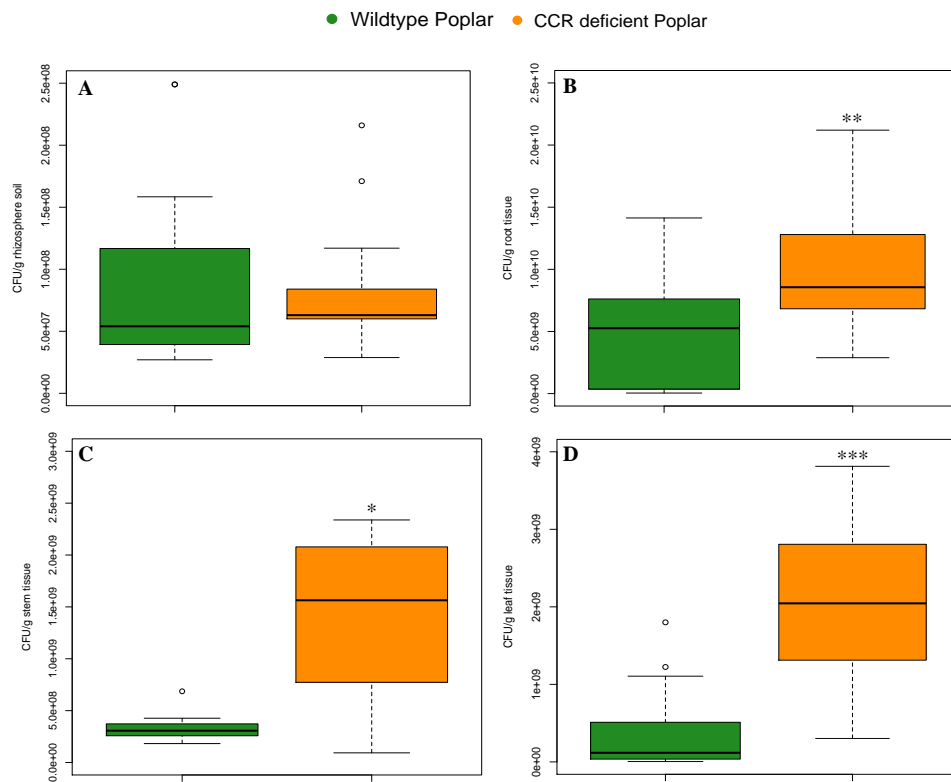 Wildtype Poplar CCR deficient Poplar
A
CFU/g rhizosphere soil
0.0e+00 5.0e+07 1.0e+08 1.5e+08 2.0e+08 2.5e+08
B
CFU/g root tissue
0.0e+00 5.0e+09 1.0e+10 1.5e+10 2.0e+10 2.5e+10
**
C
CFU/g stem tissue
0.0e+00 5.0e+08 1.0e+09 1.5e+09 2.0e+09 2.5e+09 3.0e+09
*
D
CFU/g leaf tissue
0e+00 1e+09 2e+09 3e+09 4e+09
***